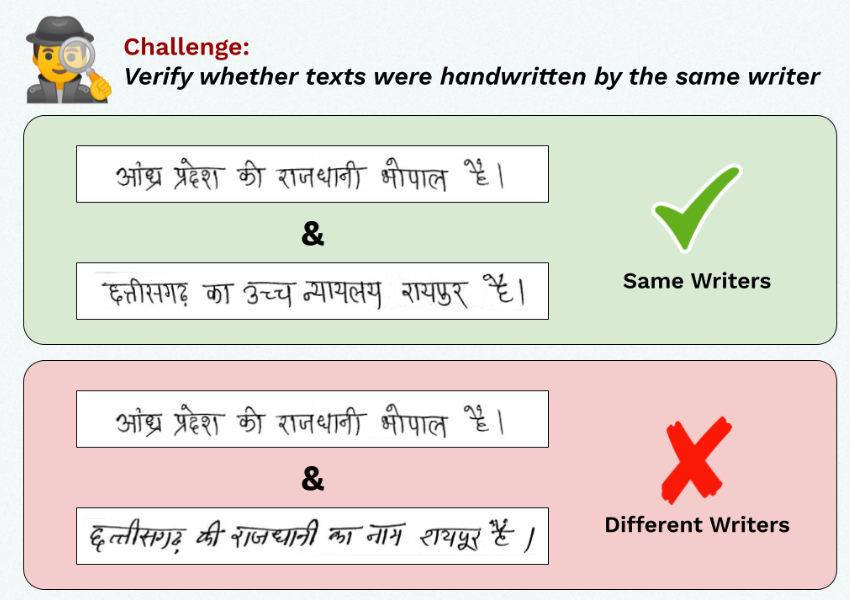 Challenge:
Verify whether texts were handwritten by the same writer
आंध्र प्रदेश की राजधानी भोपाल है।
&
छत्तीसगढ़ का उच्च न्यायलय रायपुर है।
Same Writers
आंध्र प्रदेश की राजधानी भोपाल है।
&
छत्तीसगढ़ की राजधानी का नाम रायपूर है ।
Different Writers